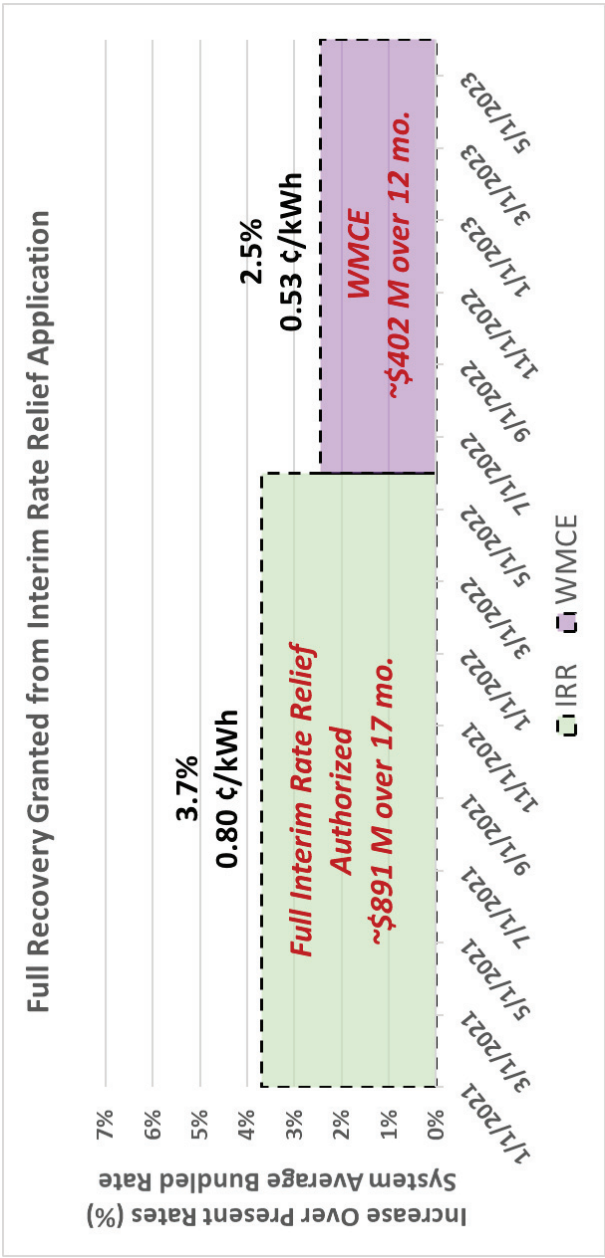 Full Recovery Granted from Interim Rate Relief Application
Increase Over Present Rates (%)
System Average Bundled Rate
7%
6%
5%
4%
3%
2%
1%
0%
3.7%
0.80 ¢/kWh
Full Interim Rate Relief
Authorized
~$891 M over 17 mo.
2.5%
0.53 ¢/kWh
WMCE
~$402 M over 12 mo.
1/1/2021
3/1/2021
5/1/2021
7/1/2021
9/1/2021
11/1/2021
1/1/2022
3/1/2022
5/1/2022
7/1/2022
9/1/2022
11/1/2022
1/1/2023
3/1/2023
5/1/2023
IRR
WMCE